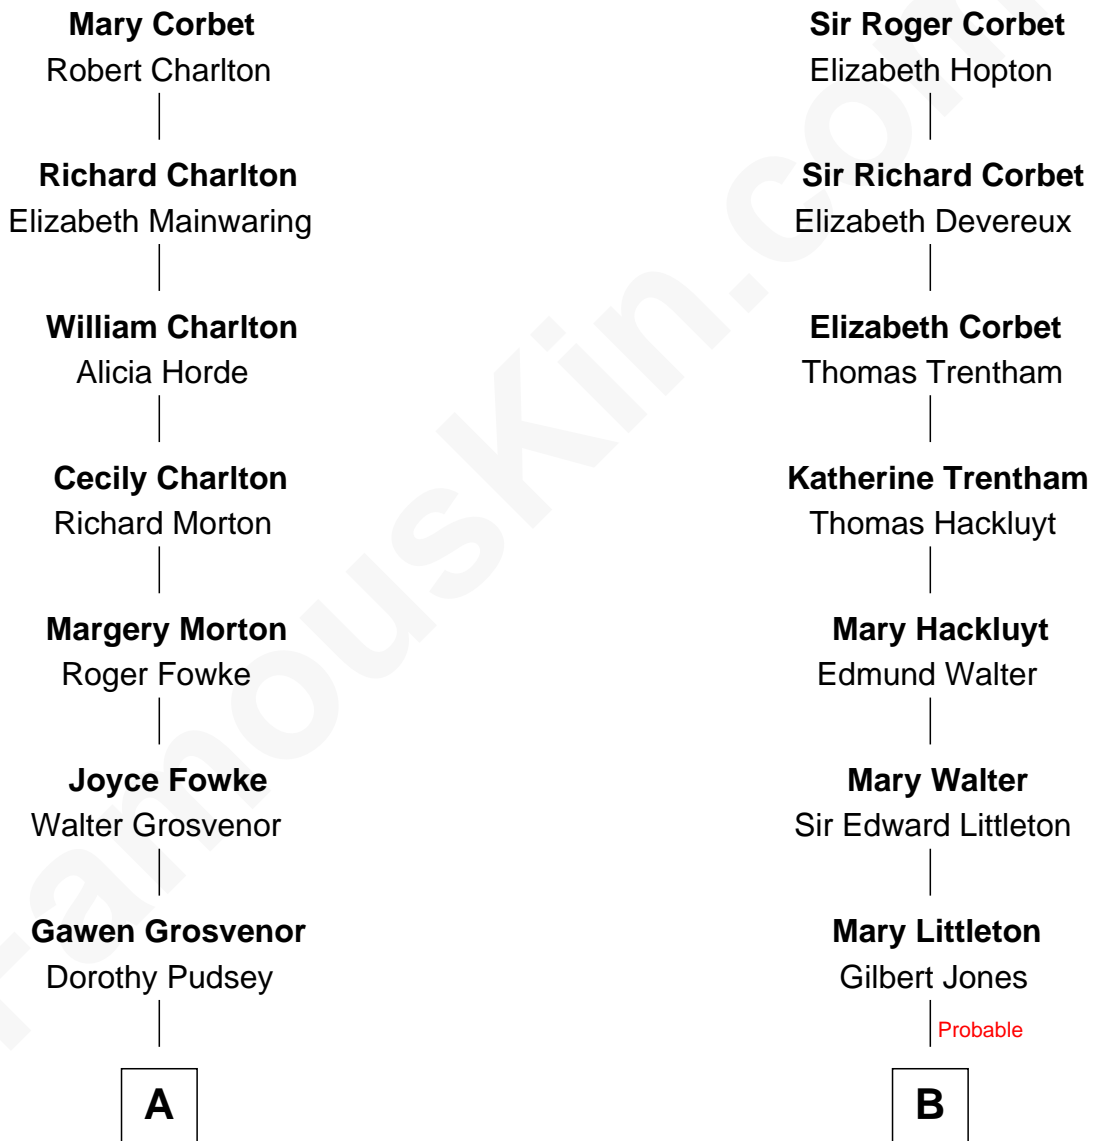 Mary Corbet
Robert Charlton
Richard Charlton
Elizabeth Mainwaring
William Charlton
Alicia Horde
Cecily Charlton
Richard Morton
Margery Morton
Roger Fowke
Joyce Fowke
Walter Grosvenor
Gawen Grosvenor
Dorothy Pudsey
A
Sir Roger Corbet
Elizabeth Hopton
Sir Richard Corbet
Elizabeth Devereux
Elizabeth Corbet
Thomas Trentham
Katherine Trentham
Thomas Hackluyt
Mary Hackluyt
Edmund Walter
Mary Walter
Sir Edward Littleton
Mary Littleton
Gilbert Jones
Probable
B
FamousKin.com